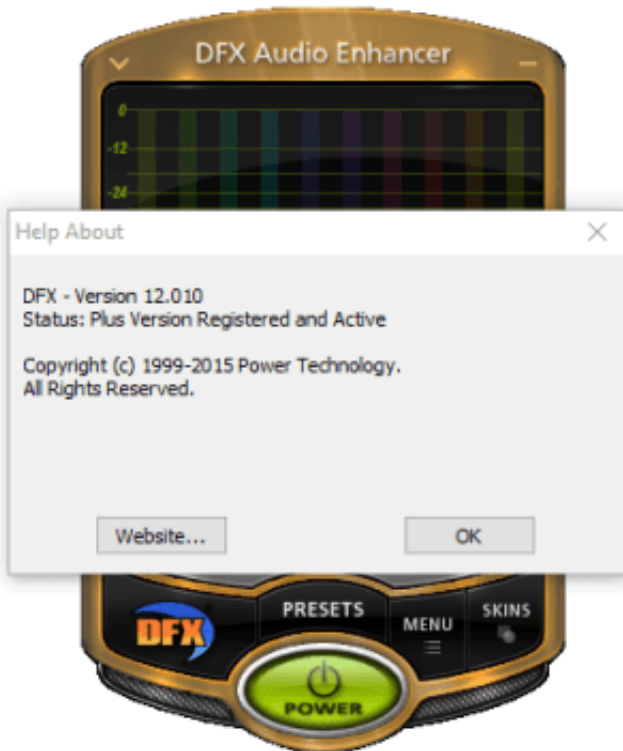 DFX Audio Enhancer
0
-12
-24
Help About
DFX - Version 12.010
Status: Plus Version Registered and Active
Copyright (c) 1999-2015 Power Technology.
All Rights Reserved.
Website...
OK
DFX
PRESETS
MENU
SKINS
POWER